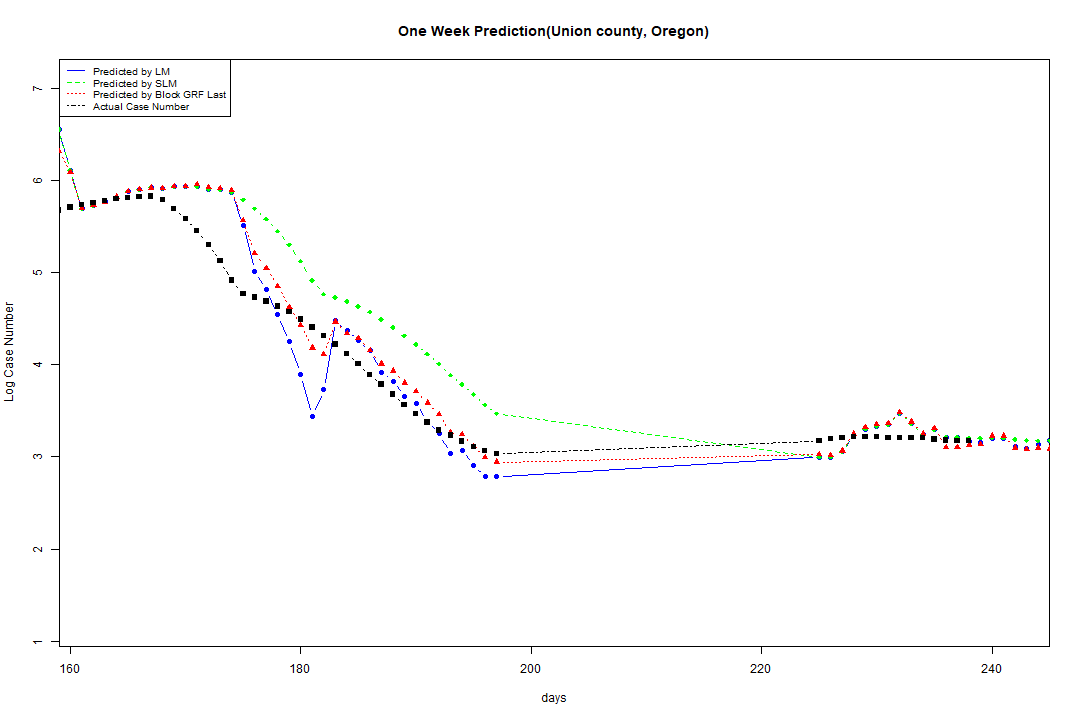 One Week Prediction(Union county, Oregon)
Predicted by LM
Predicted by SLM
Predicted by Block GRF Last
Actual Case Number
7
6
5
4
3
2
1
Log Case Number
160 180 200 220 240
days